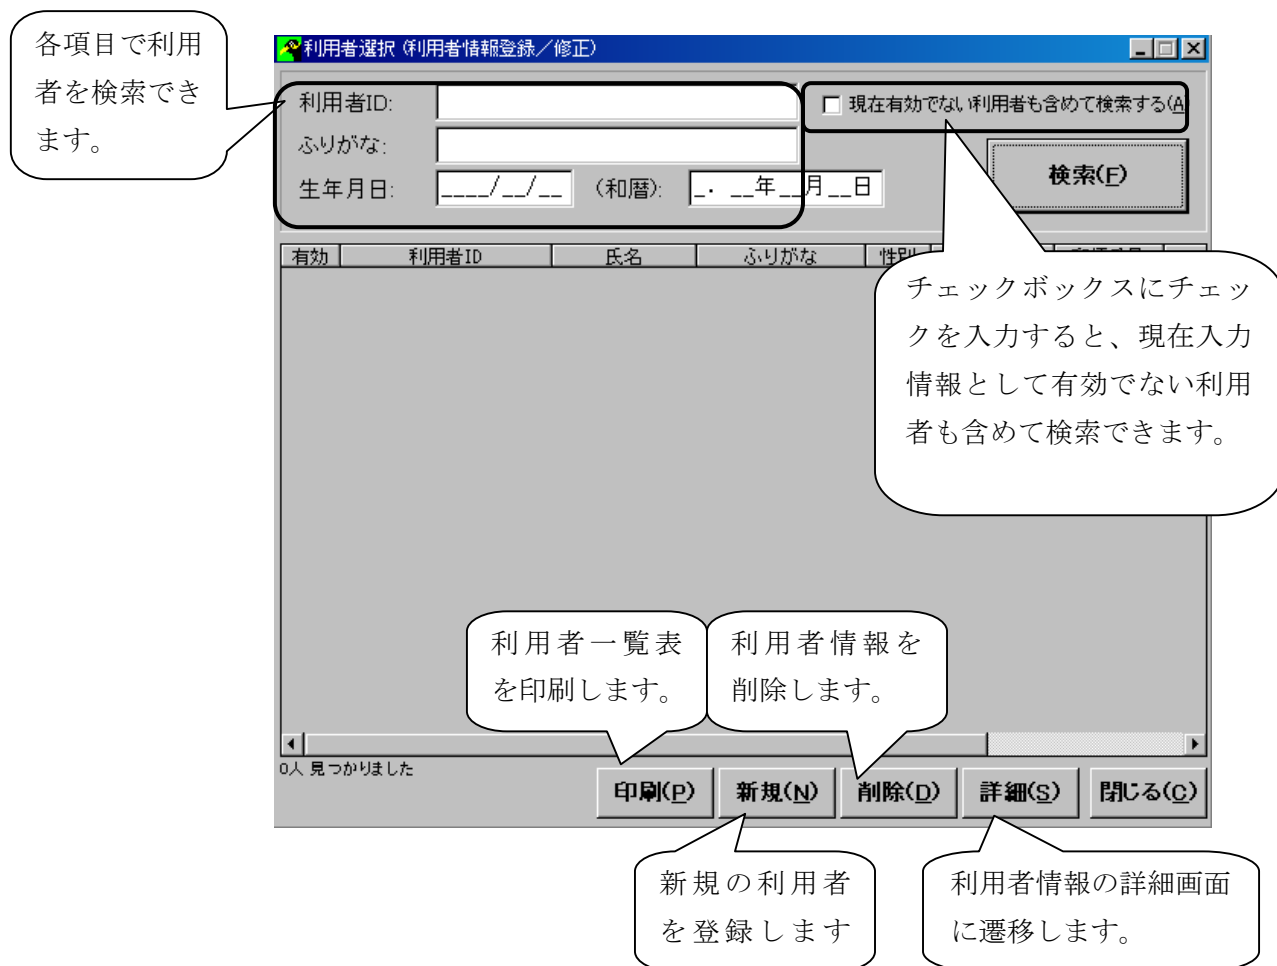 各項目で利用
者を検索でき
ます。
利用者選択（利用者情報登録／修正）
利用者ID:
ふりがな:
生年月日: ____/__/__ (和暦): _. __年__月__日
現在有効でない利用者も含めて検索する(A
検索(F)
有効 利用者ID 氏名 ふりがな 性別
チェックボックスにチェッ
クを入力すると、現在入力
情報として有効でない利用
者も含めて検索できます。
利用者一覧表
を印刷します。
利用者情報を
削除します。
0人 見つかりました
印刷(P) 新規(N) 削除(D) 詳細(S) 閉じる(C)
新規の利用者
を登録します
利用者情報の詳細画面
に遷移します。